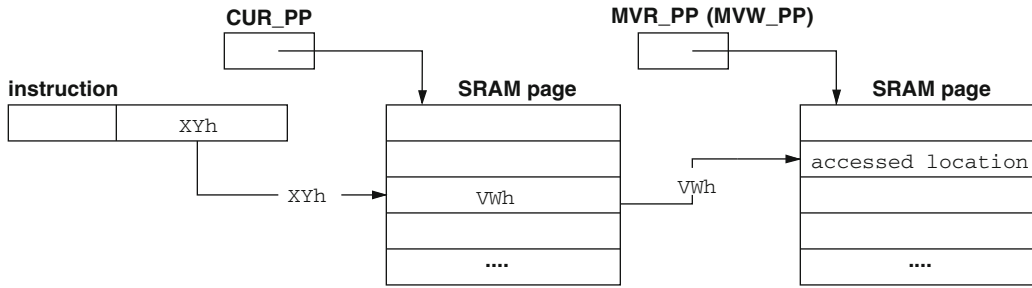 CUR_PP
MVR_PP (MVW_PP)
instruction
SRAM page
SRAM page
XYh
accessed location
XYh
VWh
VWh
....
....